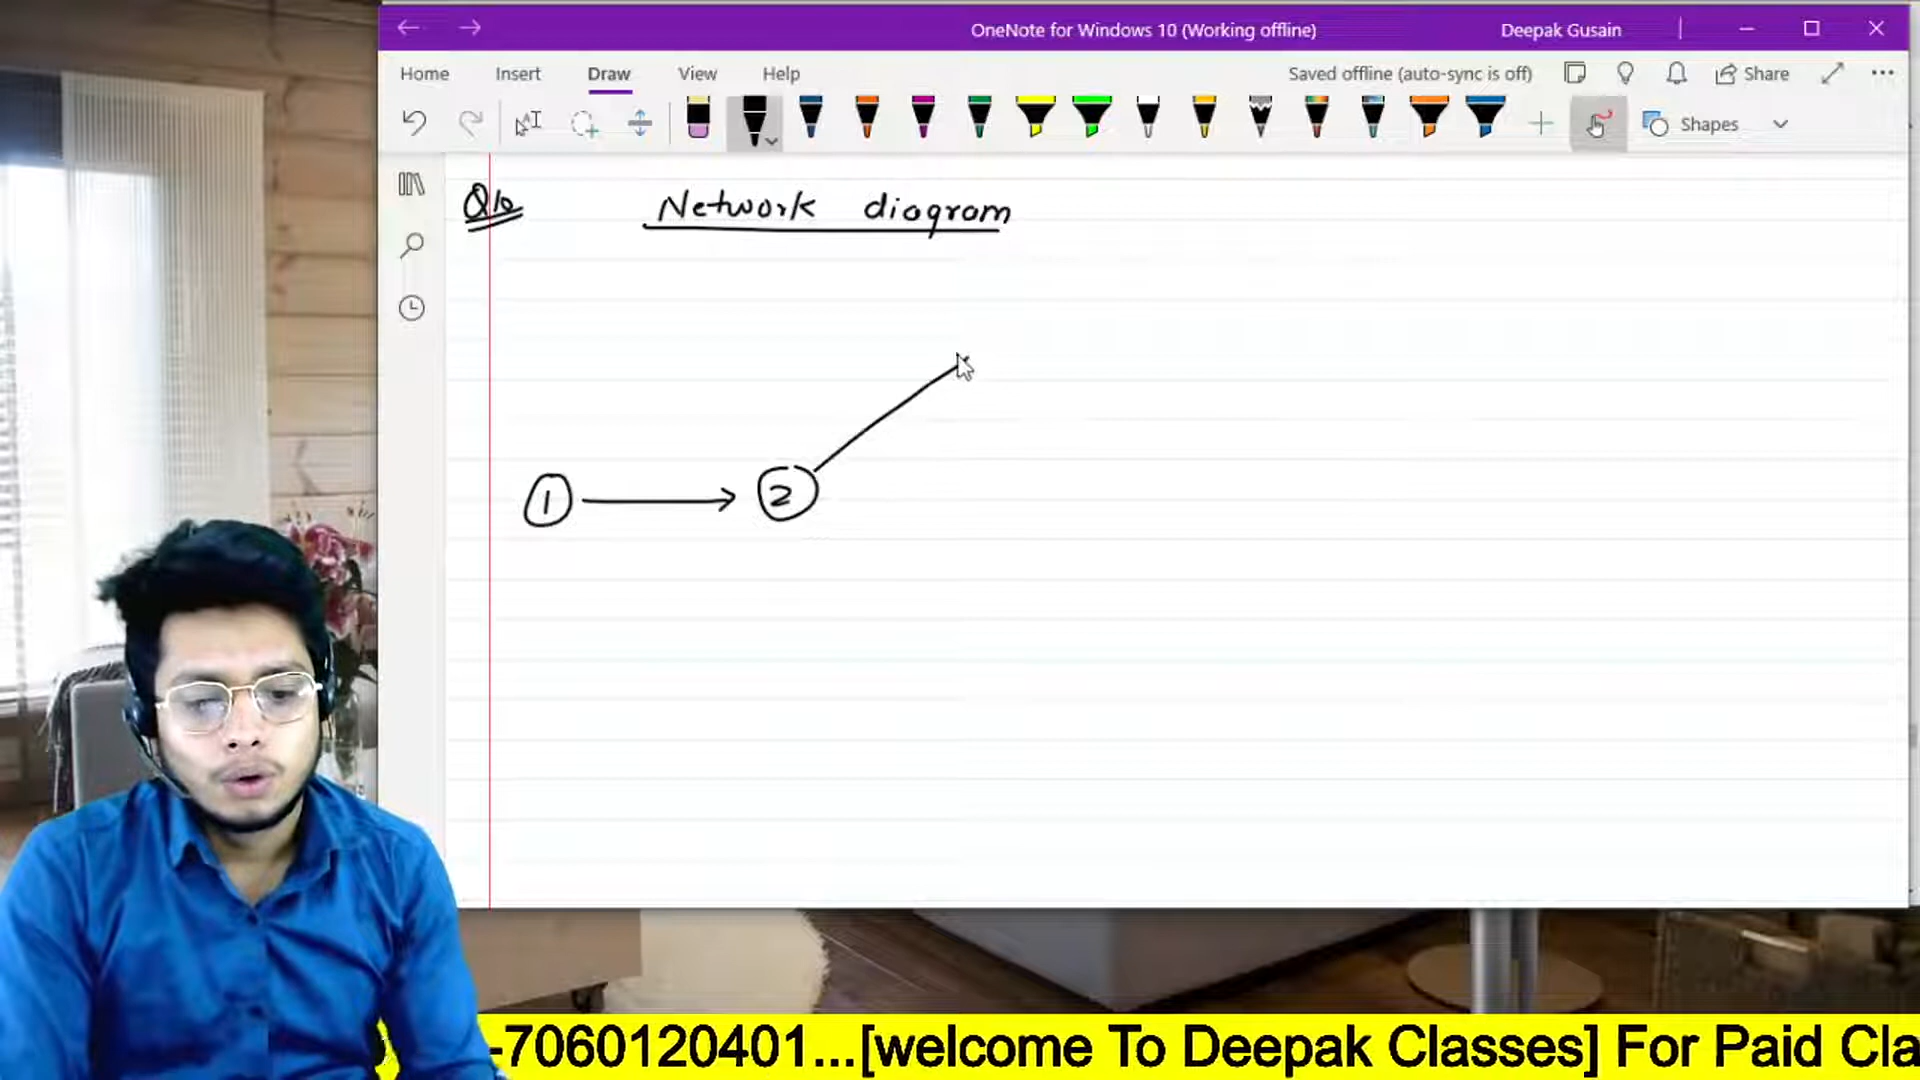 OneNote for Windows 10 (Working offline) Deepak Gusain
Home Insert Draw View Help Saved offline (auto-sync is off) Share
Shapes
Network diagram
1 2
-7060120401...[welcome To Deepak Classes] For Paid Cla